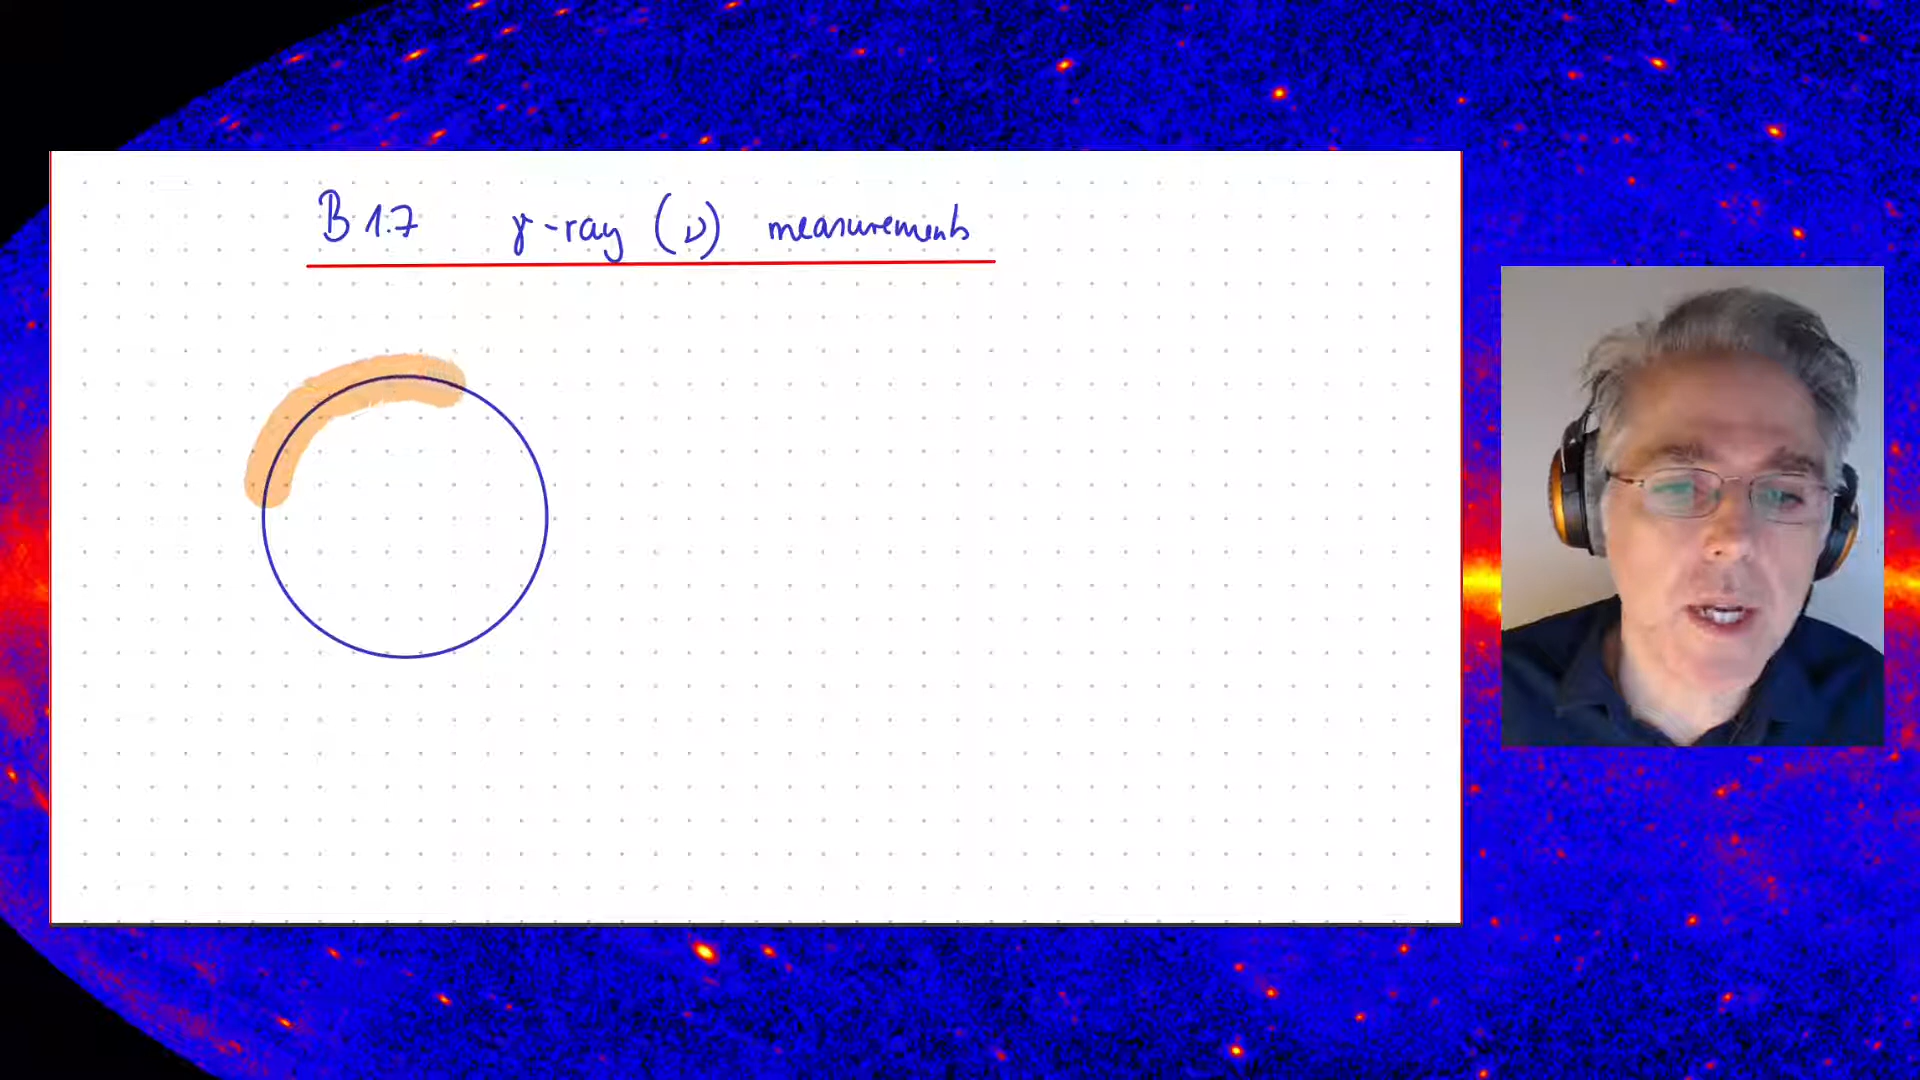 B 1.7 γ-ray (ν) measurements